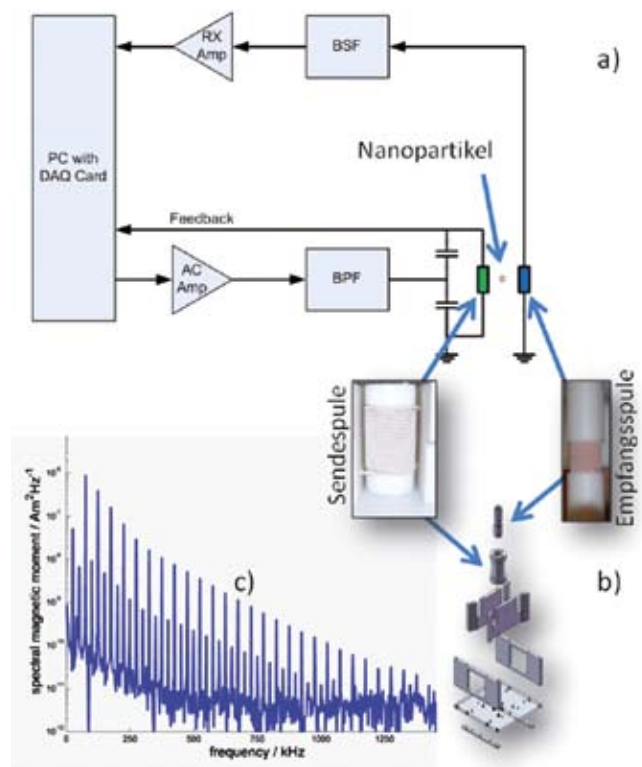 RX
Amp
BSF
a)
PC with
DAQ Card
Nanopartikel
Feedback
AC
Amp
BPF
Sendespule
Empfangsspule
b)
c)
spectral magnetic moment / Am²Hz⁻¹
0
250
500
750
1000
1250
frequency / kHz